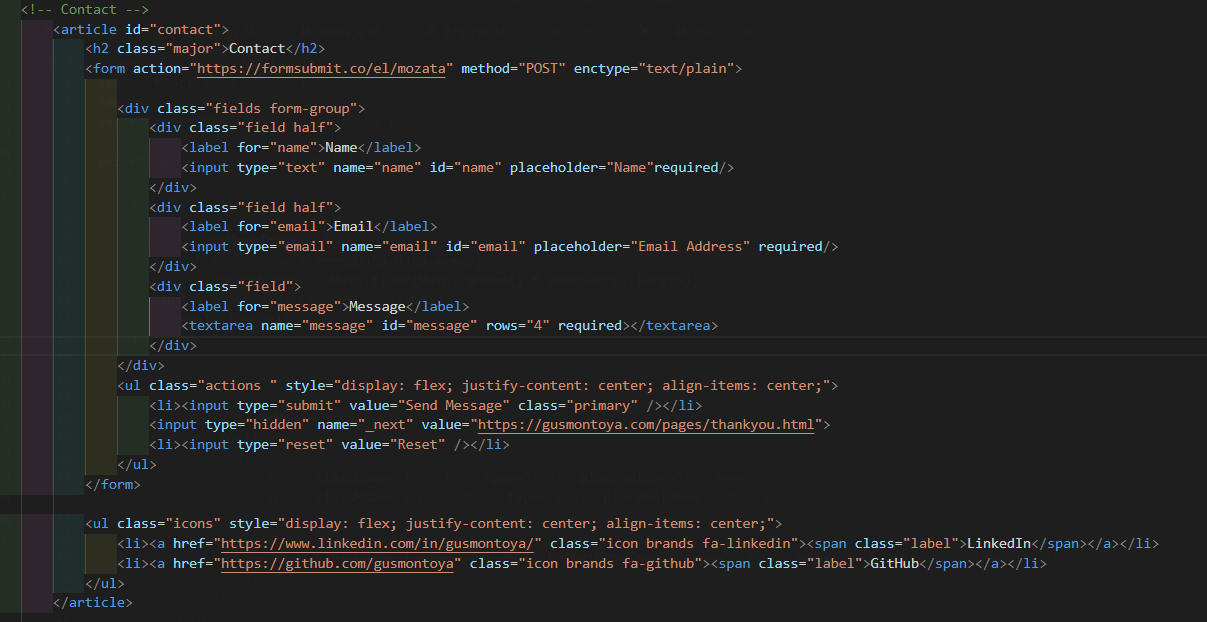 <!-- Contact -->
<article id="contact">
<h2 class="major">Contact</h2>
<form action="https://formsubmit.co/el/mozata" method="POST" enctype="text/plain">
<div class="fields form-group">
<div class="field half">
<label for="name">Name</label>
<input type="text" name="name" id="name" placeholder="Name"required/>
</div>
<div class="field half">
<label for="email">Email</label>
<input type="email" name="email" id="email" placeholder="Email Address" required/>
</div>
<div class="field">
<label for="message">Message</label>
<textarea name="message" id="message" rows="4" required></textarea>
</div>
</div>
<ul class="actions " style="display: flex; justify-content: center; align-items: center;">
<li><input type="submit" value="Send Message" class="primary" /></li>
<input type="hidden" name="_next" value="https://gusmontoya.com/pages/thankyou.html">
<li><input type="reset" value="Reset" /></li>
</ul>
</form>
<ul class="icons" style="display: flex; justify-content: center; align-items: center;">
<li><a href="https://www.linkedin.com/in/gusmontoya/" class="icon brands fa-linkedin"><span class="label">LinkedIn</span></a></li>
<li><a href="https://github.com/gusmontoya" class="icon brands fa-github"><span class="label">GitHub</span></a></li>
</ul>
</article>